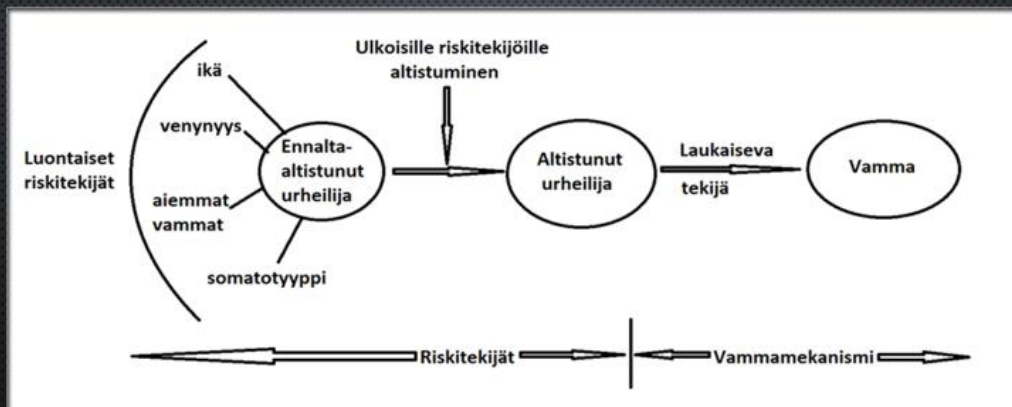 Ulkoisille riskitekijöille
altistuminen
ikä
venynyys
Luontaiset
riskitekijät
aiemmat
vammat
somatotyyppi
Ennalta-
altistunut
urheilija
Altistunut
urheilija
Laukaiseva
tekijä
Vamma
Riskitekijät
Vammamekanismi